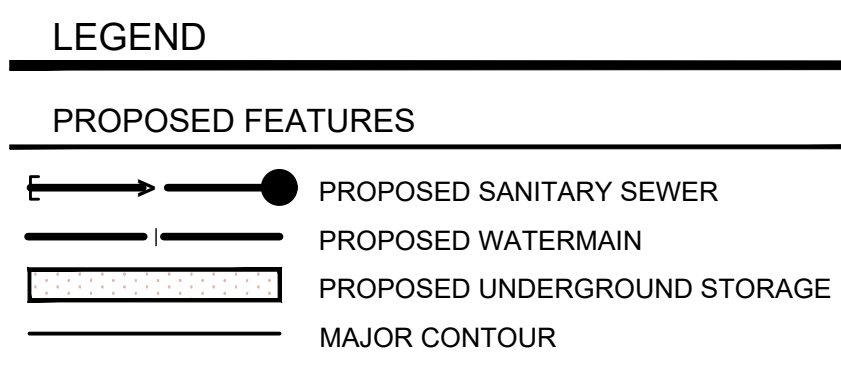 LEGEND
PROPOSED FEATURES
PROPOSED SANITARY SEWER
PROPOSED WATERMAIN
PROPOSED UNDERGROUND STORAGE
MAJOR CONTOUR